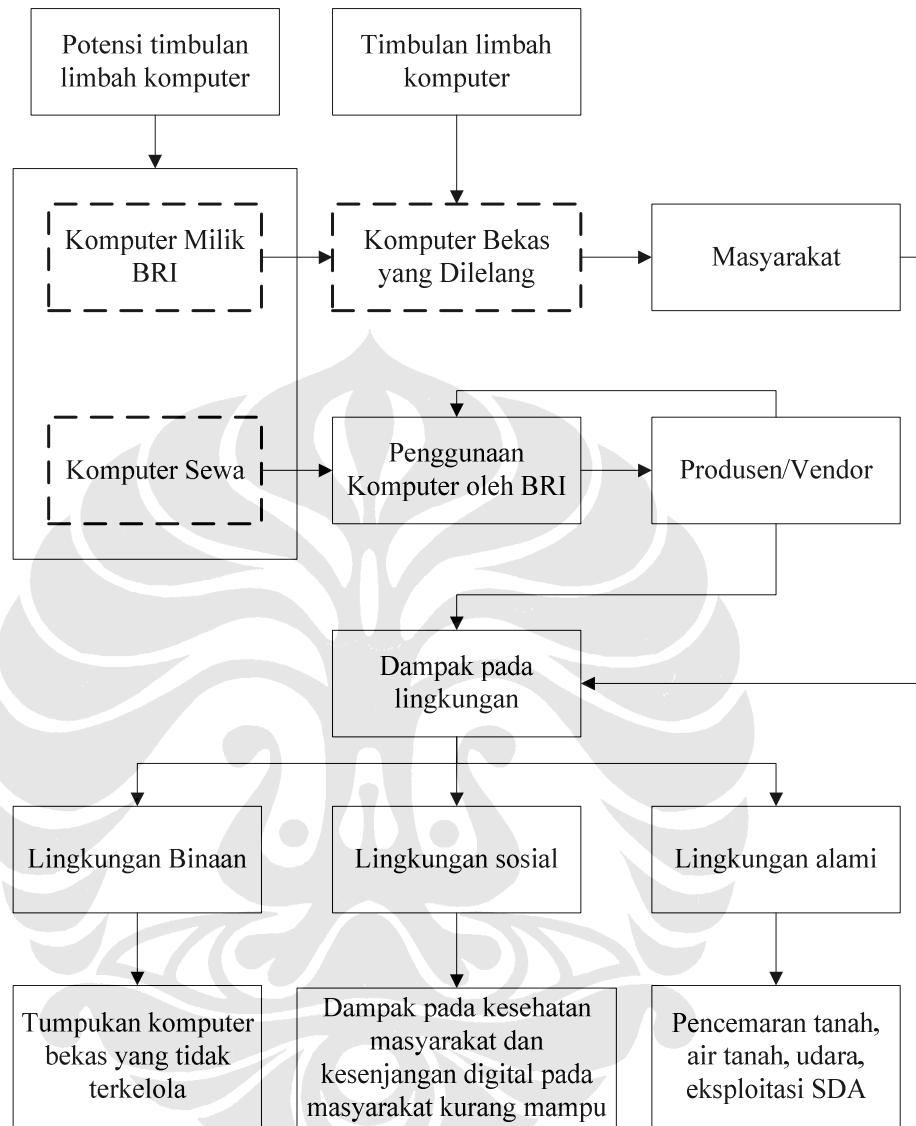 Potensi timbulan
limbah komputer
Timbulan limbah
komputer
Komputer Milik
BRI
Komputer Bekas
yang Dilelang
Masyarakat
Komputer Sewa
Penggunaan
Komputer oleh BRI
Produsen/Vendor
Dampak pada
lingkungan
Lingkungan Binaan
Lingkungan sosial
Lingkungan alami
Tumpukan komputer
bekas yang tidak
terkelola
Dampak pada kesehatan
masyarakat dan
kesenjangan digital pada
masyarakat kurang mampu
Pencemaran tanah,
air tanah, udara,
eksploitasi SDA